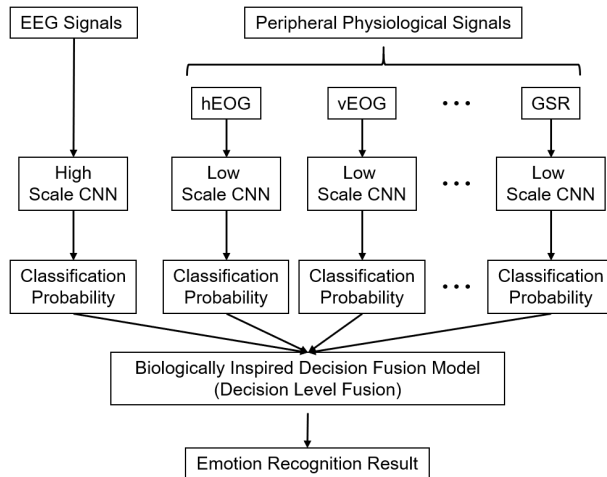 EEG Signals
Peripheral Physiological Signals
hEOG
vEOG
...
GSR
High
Scale CNN
Low
Scale CNN
Low
Scale CNN
...
Low
Scale CNN
Classification
Probability
Classification
Probability
Classification
Probability
...
Classification
Probability
Biologically Inspired Decision Fusion Model
(Decision Level Fusion)
Emotion Recognition Result